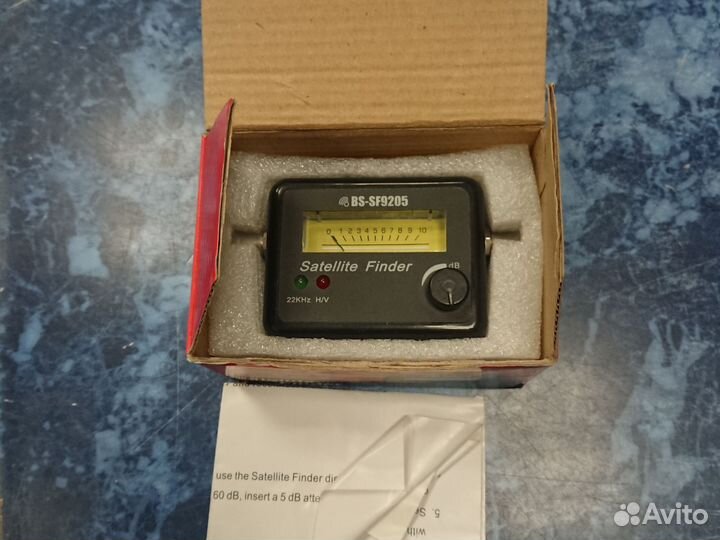 BS-SF9205
0 1 2 3 4 5 6 7 8 9 10
Satellite Finder
dB
22KHz H/V
use the Satellite Finder
60 dB, insert a 5 dB
5.
with
Avito